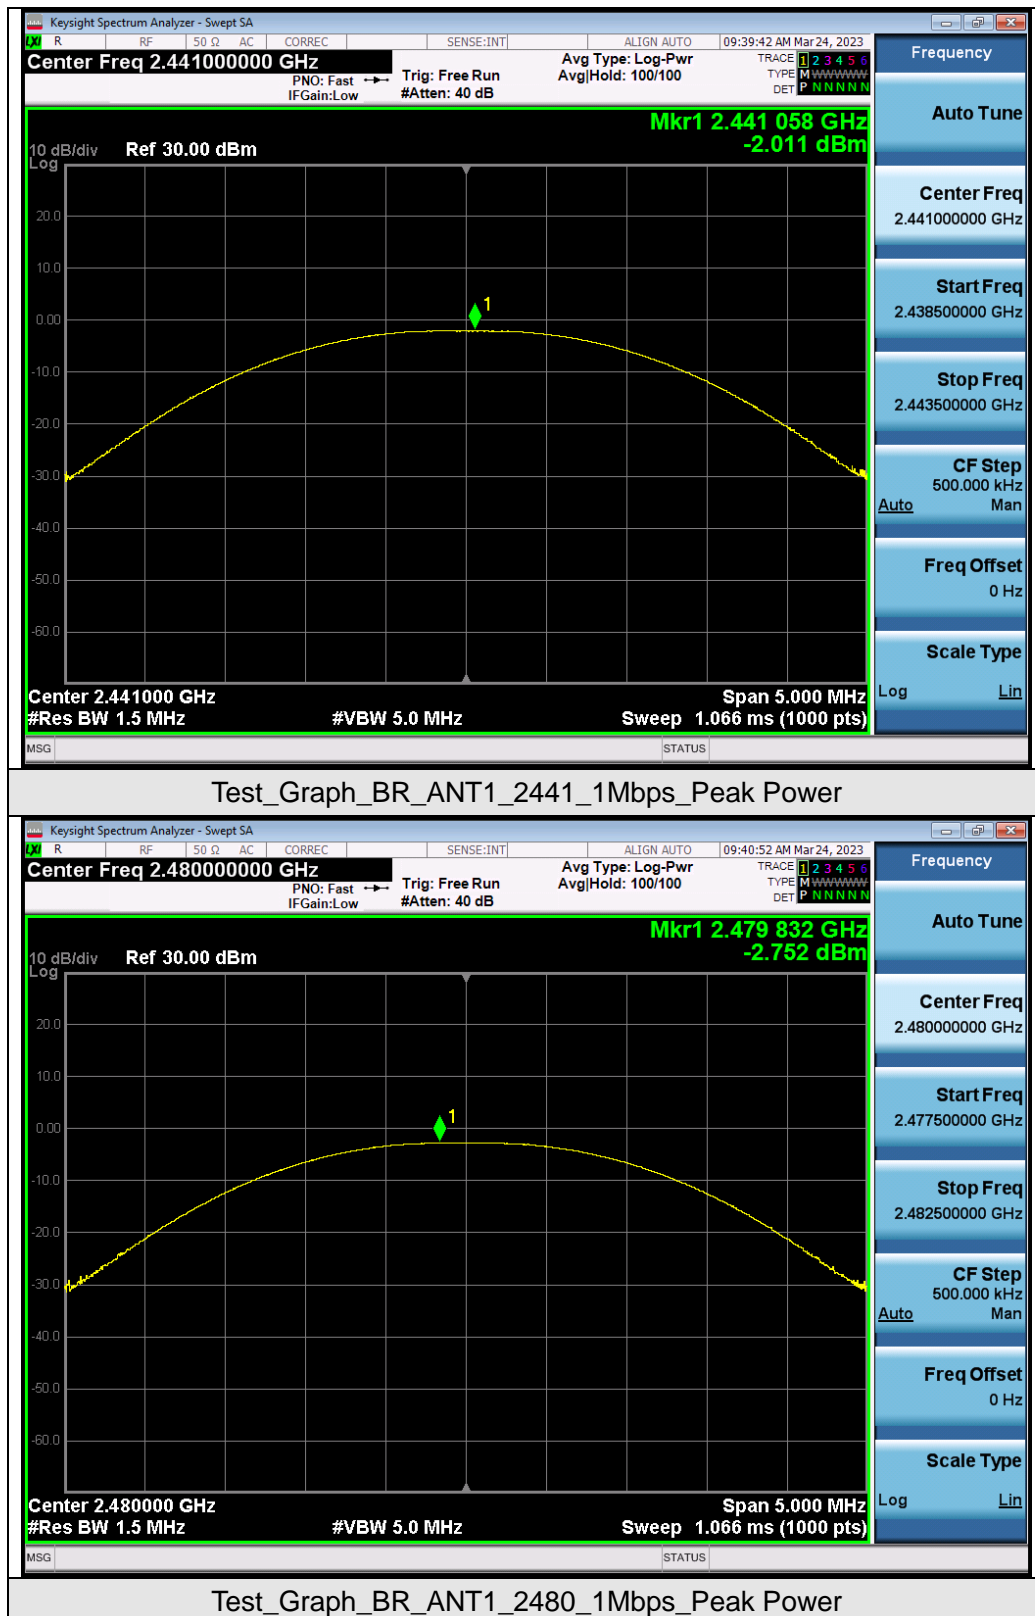 Keysight Spectrum Analyzer - Swept SA
LXI R RF 50 Ω AC CORREC SENSE:INT ALIGN AUTO 09:39:42 AM Mar 24, 2023
Center Freq 2.441000000 GHz
PNO: Fast
IFGain:Low
Trig: Free Run
#Atten: 40 dB
Avg Type: Log-Pwr
Avg|Hold: 100/100
TRACE 1 2 3 4 5 6
TYPE M WWWWW
DET P N N N N N
Mkr1 2.441 058 GHz
-2.011 dBm
10 dB/div Ref 30.00 dBm
Log
20.0
10.0
0.00
-10.0
-20.0
-30.0
-40.0
-50.0
-60.0
1
Center 2.441000 GHz Span 5.000 MHz
#Res BW 1.5 MHz #VBW 5.0 MHz Sweep 1.066 ms (1000 pts)
MSG STATUS
Frequency
Auto Tune
Center Freq
2.441000000 GHz
Start Freq
2.438500000 GHz
Stop Freq
2.443500000 GHz
CF Step
500.000 kHz
Auto Man
Freq Offset
0 Hz
Scale Type
Log Lin
Test_Graph_BR_ANT1_2441_1Mbps_Peak Power
Keysight Spectrum Analyzer - Swept SA
LXI R RF 50 Ω AC CORREC SENSE:INT ALIGN AUTO 09:40:52 AM Mar 24, 2023
Center Freq 2.480000000 GHz
PNO: Fast
IFGain:Low
Trig: Free Run
#Atten: 40 dB
Avg Type: Log-Pwr
Avg|Hold: 100/100
TRACE 1 2 3 4 5 6
TYPE M WWWWW
DET P N N N N N
Mkr1 2.479 832 GHz
-2.752 dBm
10 dB/div Ref 30.00 dBm
Log
20.0
10.0
0.00
-10.0
-20.0
-30.0
-40.0
-50.0
-60.0
1
Center 2.480000 GHz Span 5.000 MHz
#Res BW 1.5 MHz #VBW 5.0 MHz Sweep 1.066 ms (1000 pts)
MSG STATUS
Frequency
Auto Tune
Center Freq
2.480000000 GHz
Start Freq
2.477500000 GHz
Stop Freq
2.482500000 GHz
CF Step
500.000 kHz
Auto Man
Freq Offset
0 Hz
Scale Type
Log Lin
Test_Graph_BR_ANT1_2480_1Mbps_Peak Power